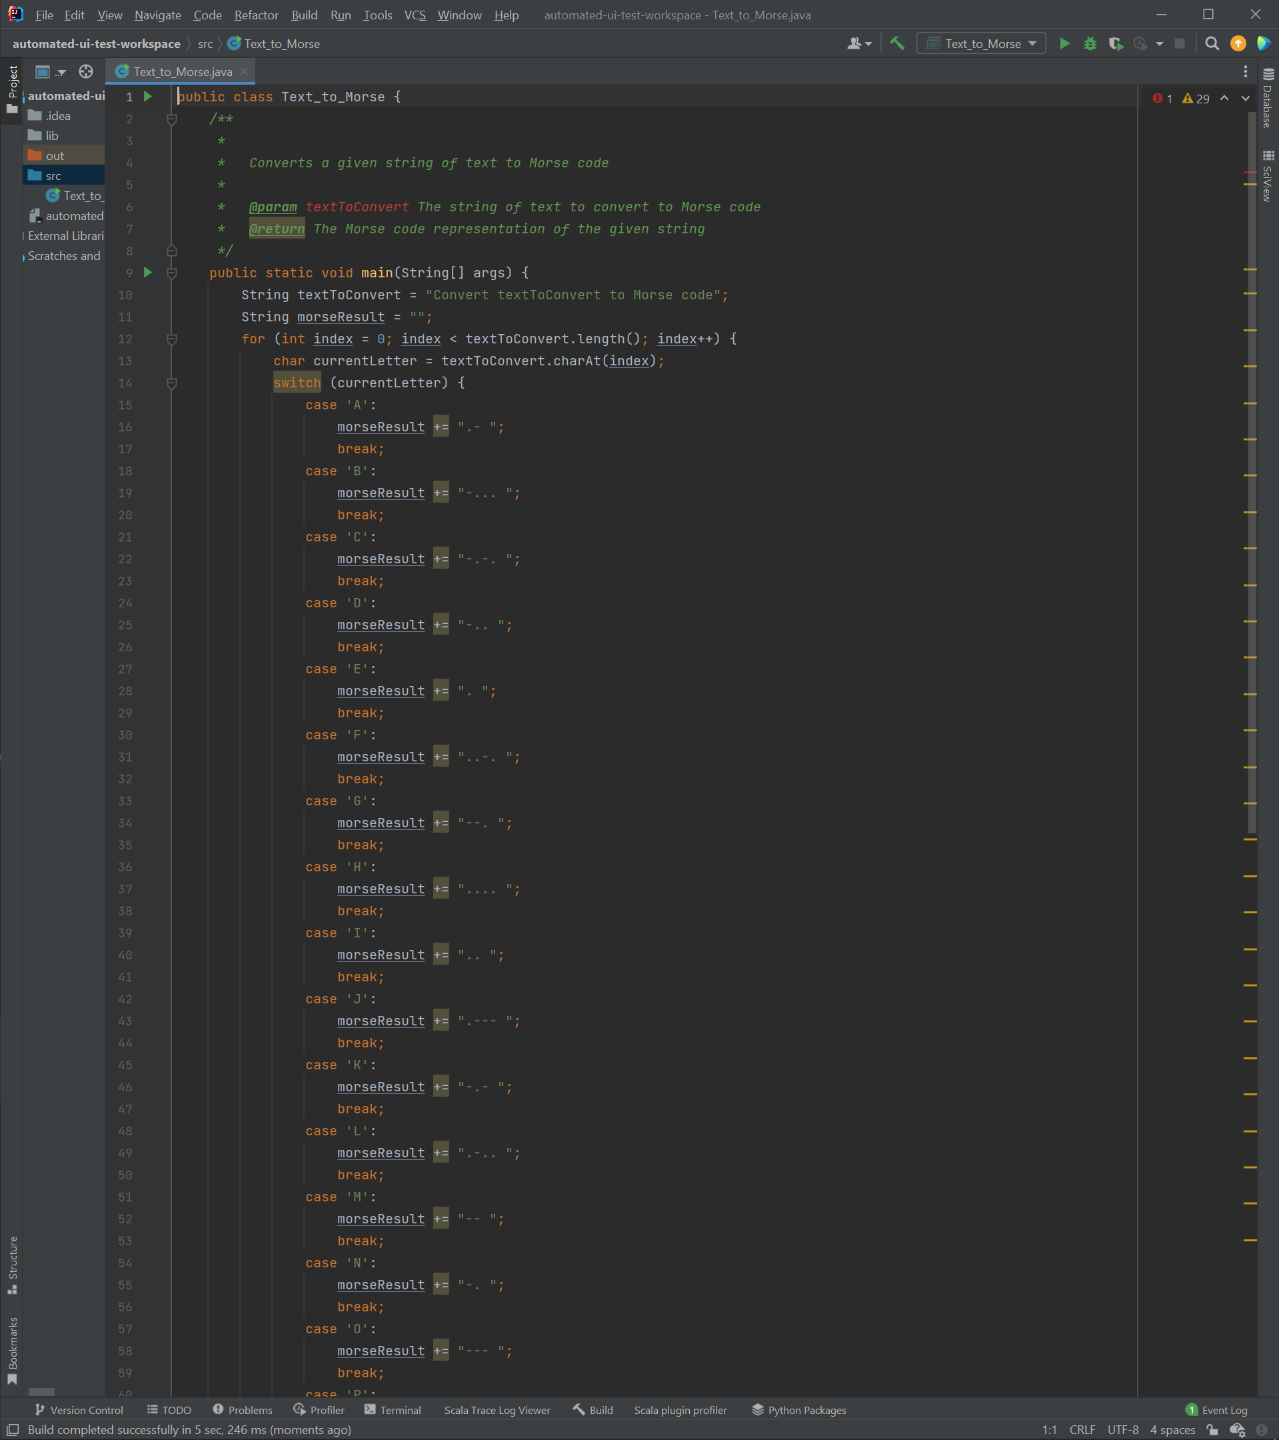 File Edit View Navigate Code Refactor Build Run Tools VCS Window Help automated-ui-test-workspace - Text_to_Morse.java
automated-ui-test-workspace src Text_to_Morse Text_to_Morse
Project
Text_to_Morse.java
automated-ui
.idea
lib
out
src
Text_to_
automated
External Librari
Scratches and
1 public class Text_to_Morse {
1 29
2 /**
3 *
4 * Converts a given string of text to Morse code
5 *
6 * @param textToConvert The string of text to convert to Morse code
7 * @return The Morse code representation of the given string
8 */
9 public static void main(String[] args) {
10 String textToConvert = "Convert textToConvert to Morse code";
11 String morseResult = "";
12 for (int index = 0; index < textToConvert.length(); index++) {
13 char currentLetter = textToConvert.charAt(index);
14 switch (currentLetter) {
15 case 'A':
16 morseResult += ".- ";
17 break;
18 case 'B':
19 morseResult += "-... ";
20 break;
21 case 'C':
22 morseResult += "-.-. ";
23 break;
24 case 'D':
25 morseResult += "-.. ";
26 break;
27 case 'E':
28 morseResult += ". ";
29 break;
30 case 'F':
31 morseResult += "..-. ";
32 break;
33 case 'G':
34 morseResult += "--. ";
35 break;
36 case 'H':
37 morseResult += ".... ";
38 break;
39 case 'I':
40 morseResult += ".. ";
41 break;
42 case 'J':
43 morseResult += ".--- ";
44 break;
45 case 'K':
46 morseResult += "-.- ";
47 break;
48 case 'L':
49 morseResult += ".-.. ";
50 break;
51 case 'M':
52 morseResult += "-- ";
53 break;
54 case 'N':
55 morseResult += "-. ";
56 break;
57 case 'O':
58 morseResult += "--- ";
59 break;
60 case 'P':
Database
SciView
Structure
Bookmarks
Version Control TODO Problems Profiler Terminal Scala Trace Log Viewer Build Scala plugin profiler Python Packages 1 Event Log
Build completed successfully in 5 sec, 246 ms (moments ago) 1:1 CRLF UTF-8 4 spaces